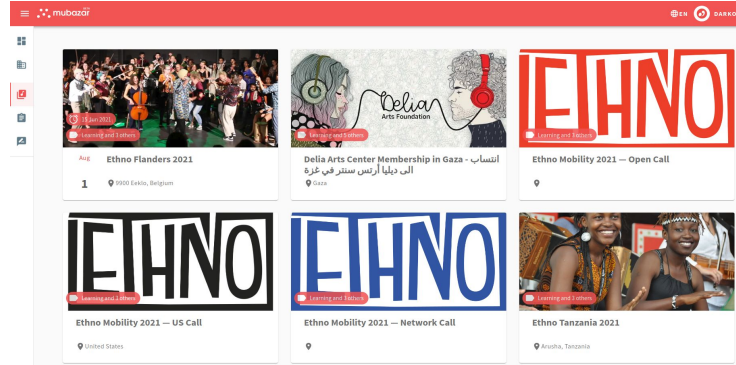 mubazar
beta
EN
DARKO
15 Jun 2021
Learning and 3 others
Aug
1
Ethno Flanders 2021
9900 Eeklo, Belgium
Delia
Arts Foundation
Learning and 5 others
Delia Arts Center Membership in Gaza - انتساب
الى ديليا أرتس سنتر في غزة
Gaza
ETHNO
Learning and 3 others
Ethno Mobility 2021 — Open Call
ETHNO
Learning and 3 others
Ethno Mobility 2021 — US Call
United States
ETHNO
Learning and 3 others
Ethno Mobility 2021 — Network Call
Learning and 3 others
Ethno Tanzania 2021
Arusha, Tanzania